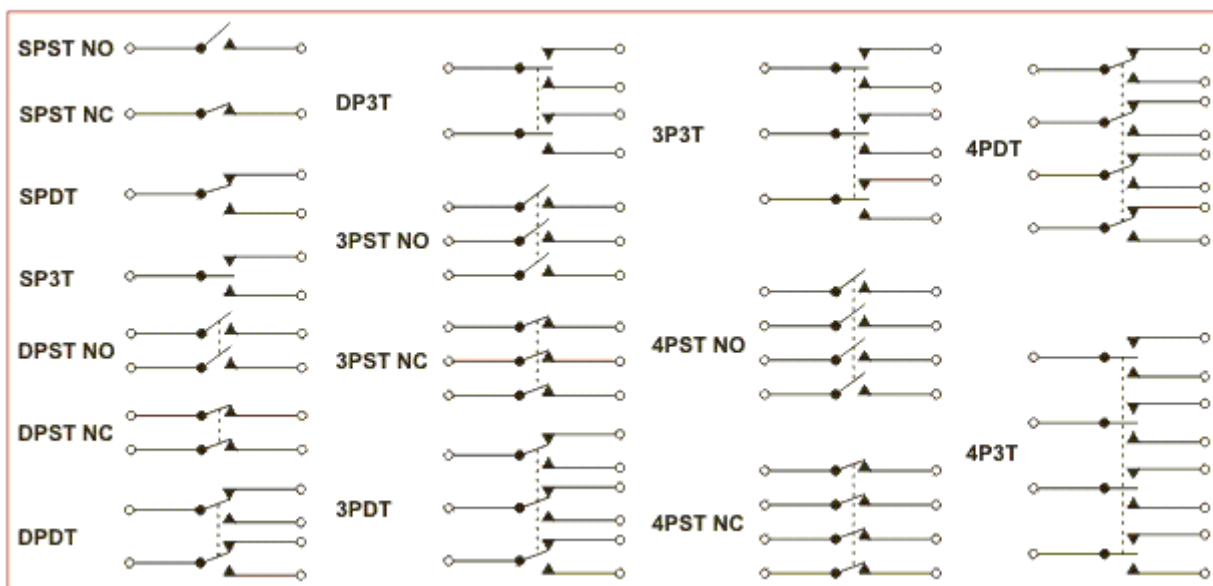 SPST NO
SPST NC
SPDT
SP3T
DPST NO
DPST NC
DPDT
DP3T
3PST NO
3PST NC
3PDT
3P3T
4PST NO
4PST NC
4PDT
4P3T